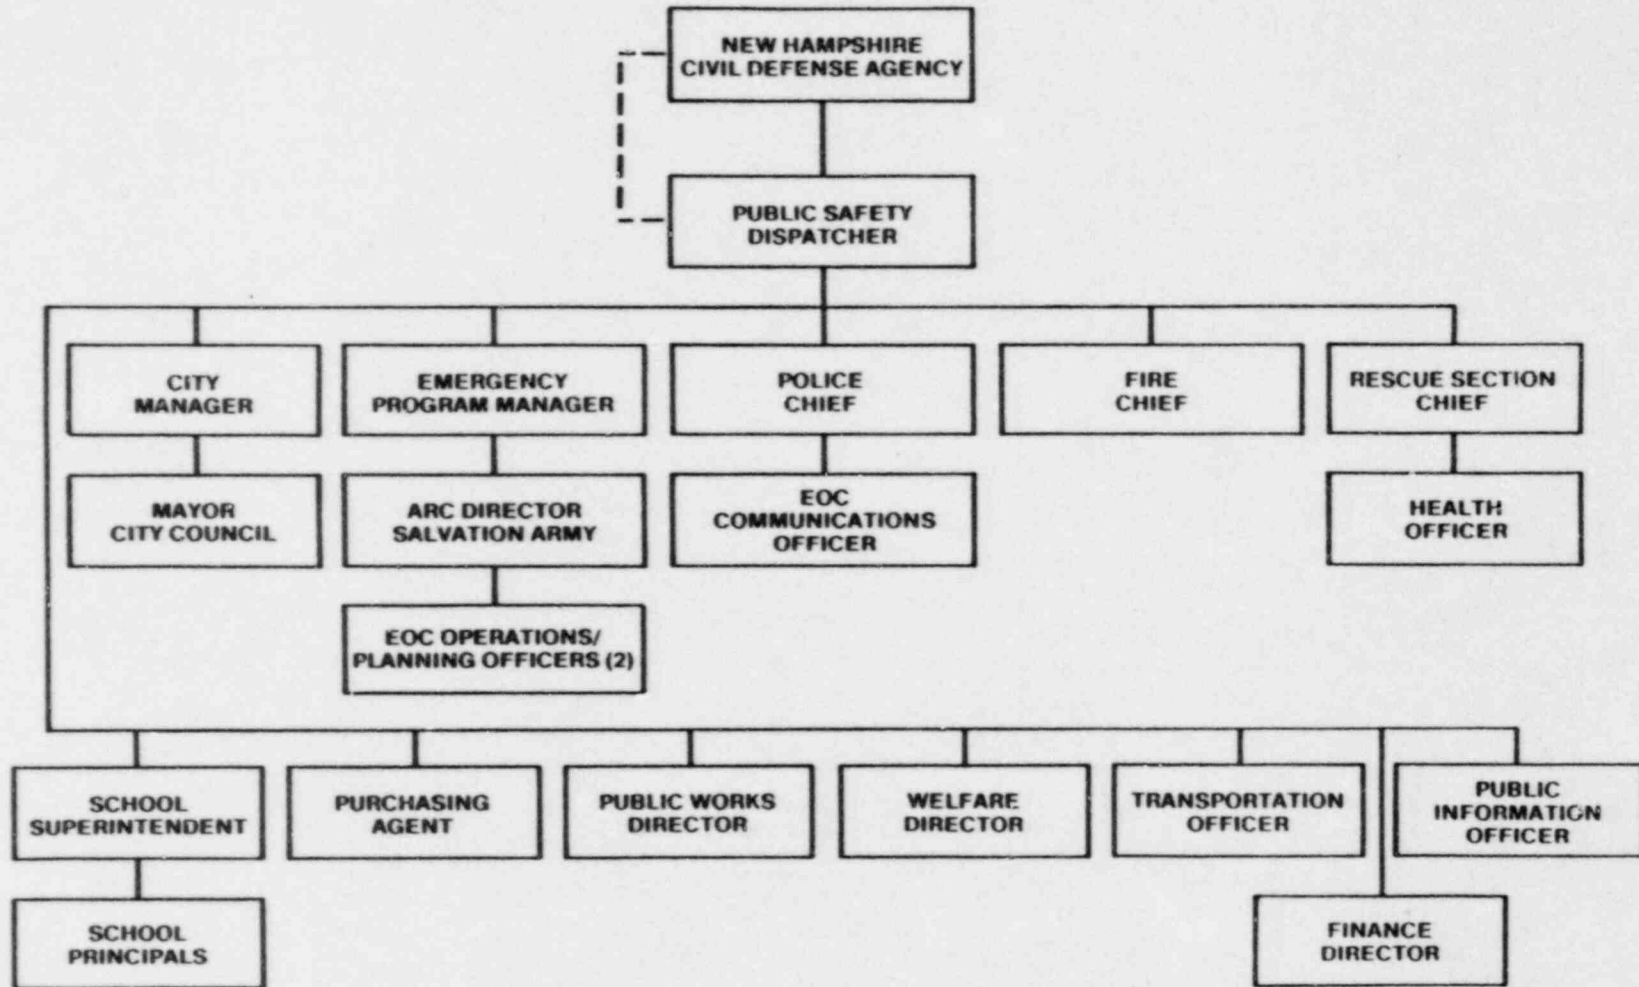 NEW HAMPSHIRE
CIVIL DEFENSE AGENCY
PUBLIC SAFETY
DISPATCHER
CITY
MANAGER
EMERGENCY
PROGRAM MANAGER
POLICE
CHIEF
FIRE
CHIEF
RESCUE SECTION
CHIEF
MAYOR
CITY COUNCIL
ARC DIRECTOR
SALVATION ARMY
EOC
COMMUNICATIONS
OFFICER
HEALTH
OFFICER
EOC OPERATIONS/
PLANNING OFFICERS (2)
SCHOOL
SUPERINTENDENT
PURCHASING
AGENT
PUBLIC WORKS
DIRECTOR
WELFARE
DIRECTOR
TRANSPORTATION
OFFICER
PUBLIC
INFORMATION
OFFICER
SCHOOL
PRINCIPALS
FINANCE
DIRECTOR